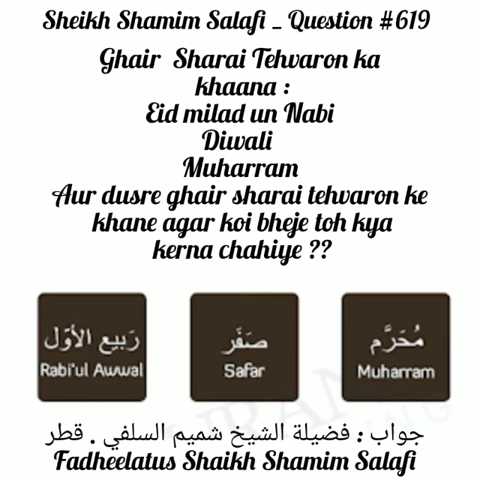 Sheikh Shamim Salafi _ Question #619
Ghair Sharai Tehvaron ka
khaana :
Eid milad un Nabi
Diwali
Muharram
Aur dusre ghair sharai tehvaron ke
khane agar koi bheje toh kya
kerna chahiye ??
رَبيع الأوّل
Rabi'ul Awwal
صَفَر
Safar
مُحَرَّم
Muharram
جواب : فضيلة الشيخ شميم السلفي . قطر
Fadheelatus Shaikh Shamim Salafi